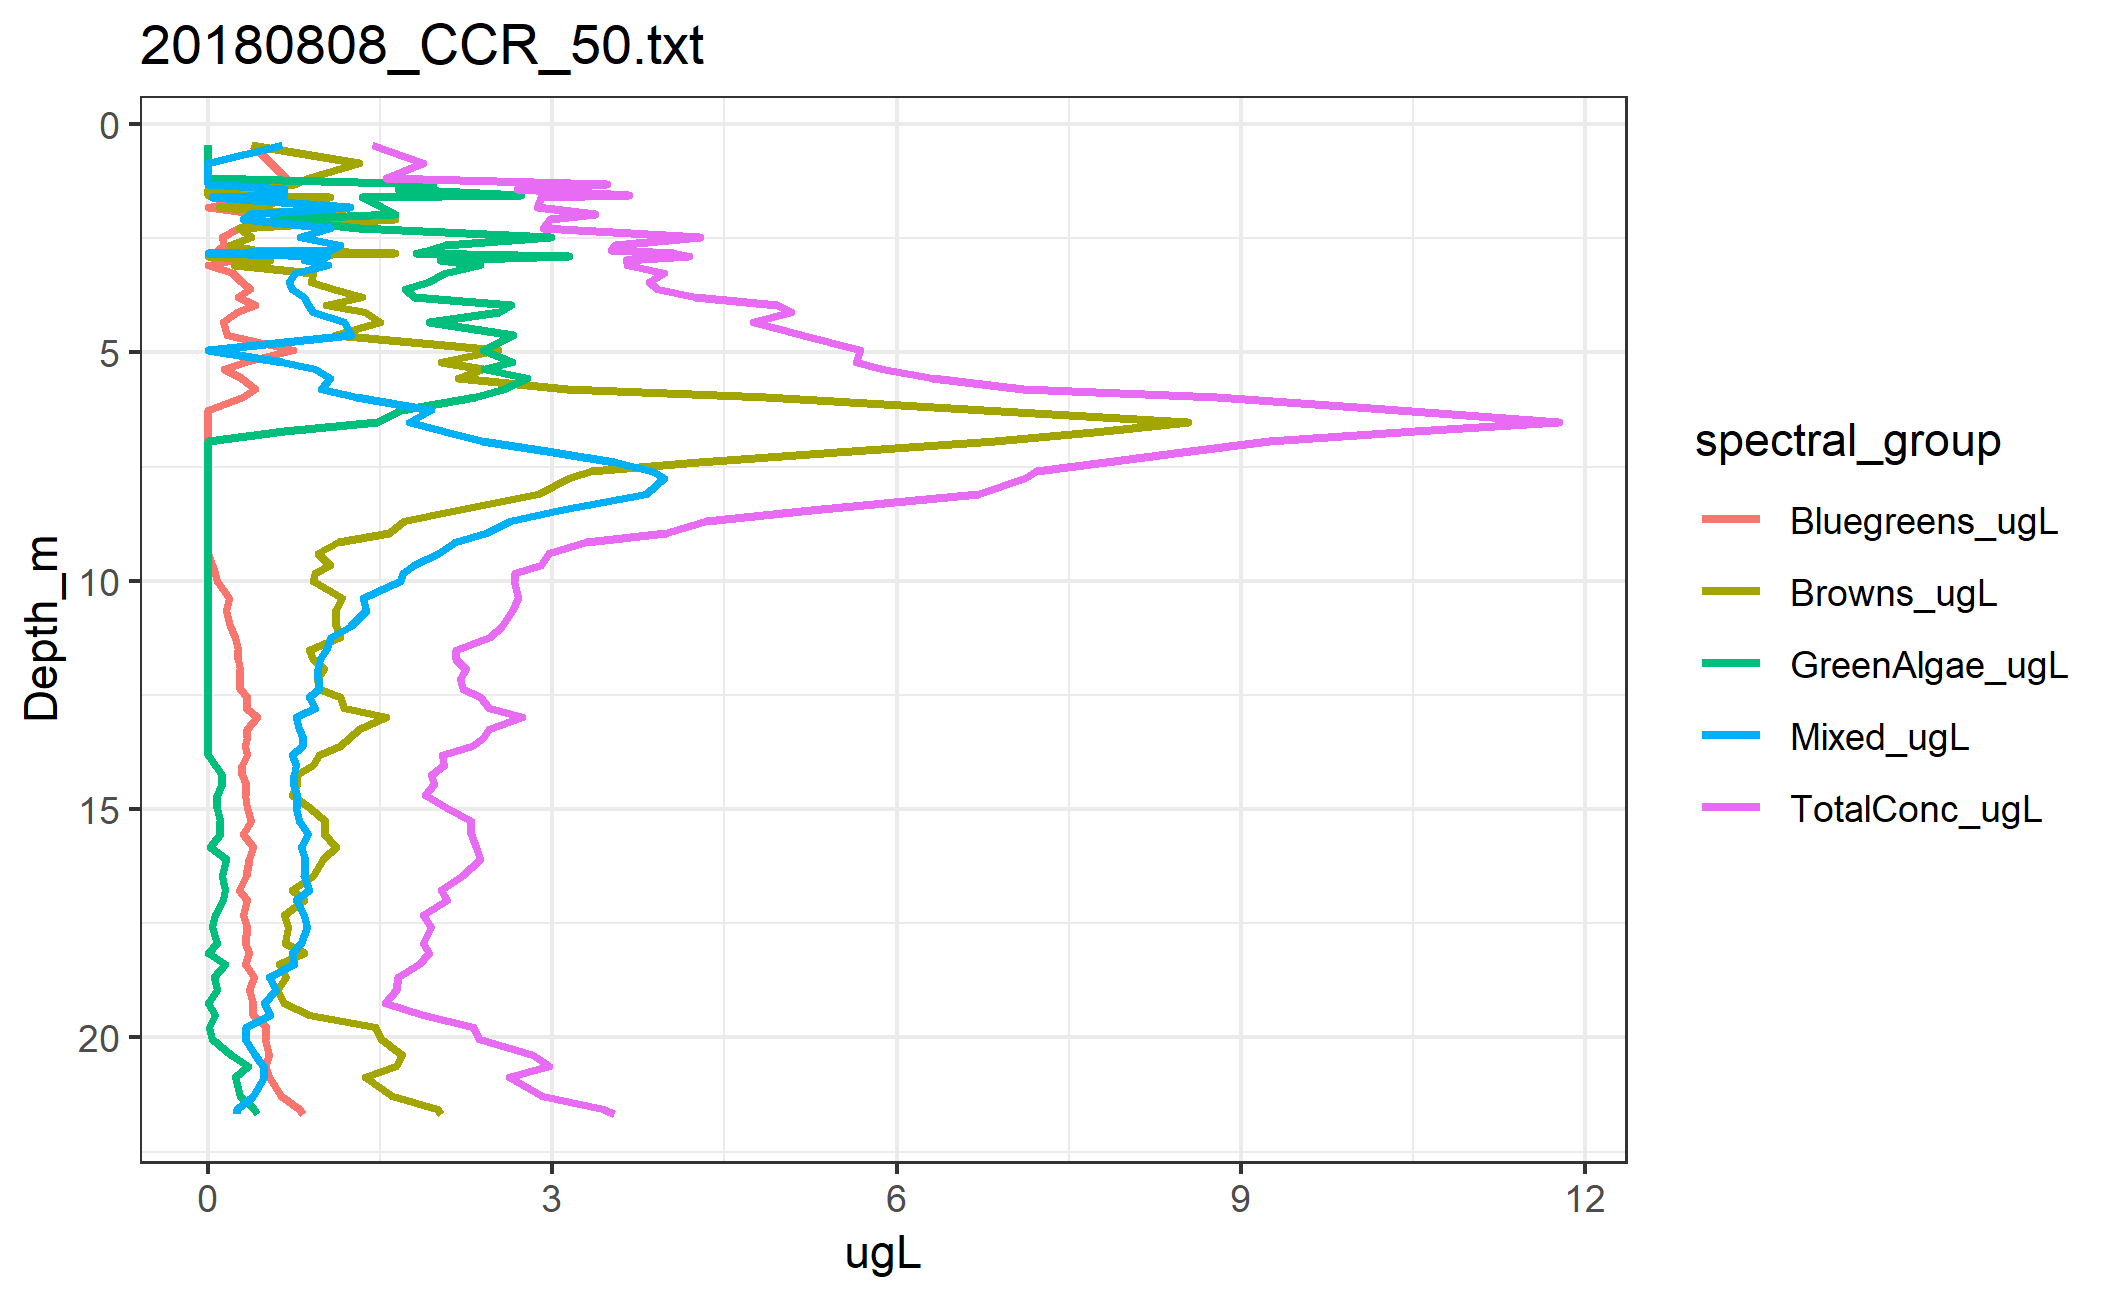 20180808_CCR_50.txt
0
5
10
15
20
Depth_m
0 3 6 9 12
ugL
spectral_group
Bluegreens_ugL
Browns_ugL
GreenAlgae_ugL
Mixed_ugL
TotalConc_ugL